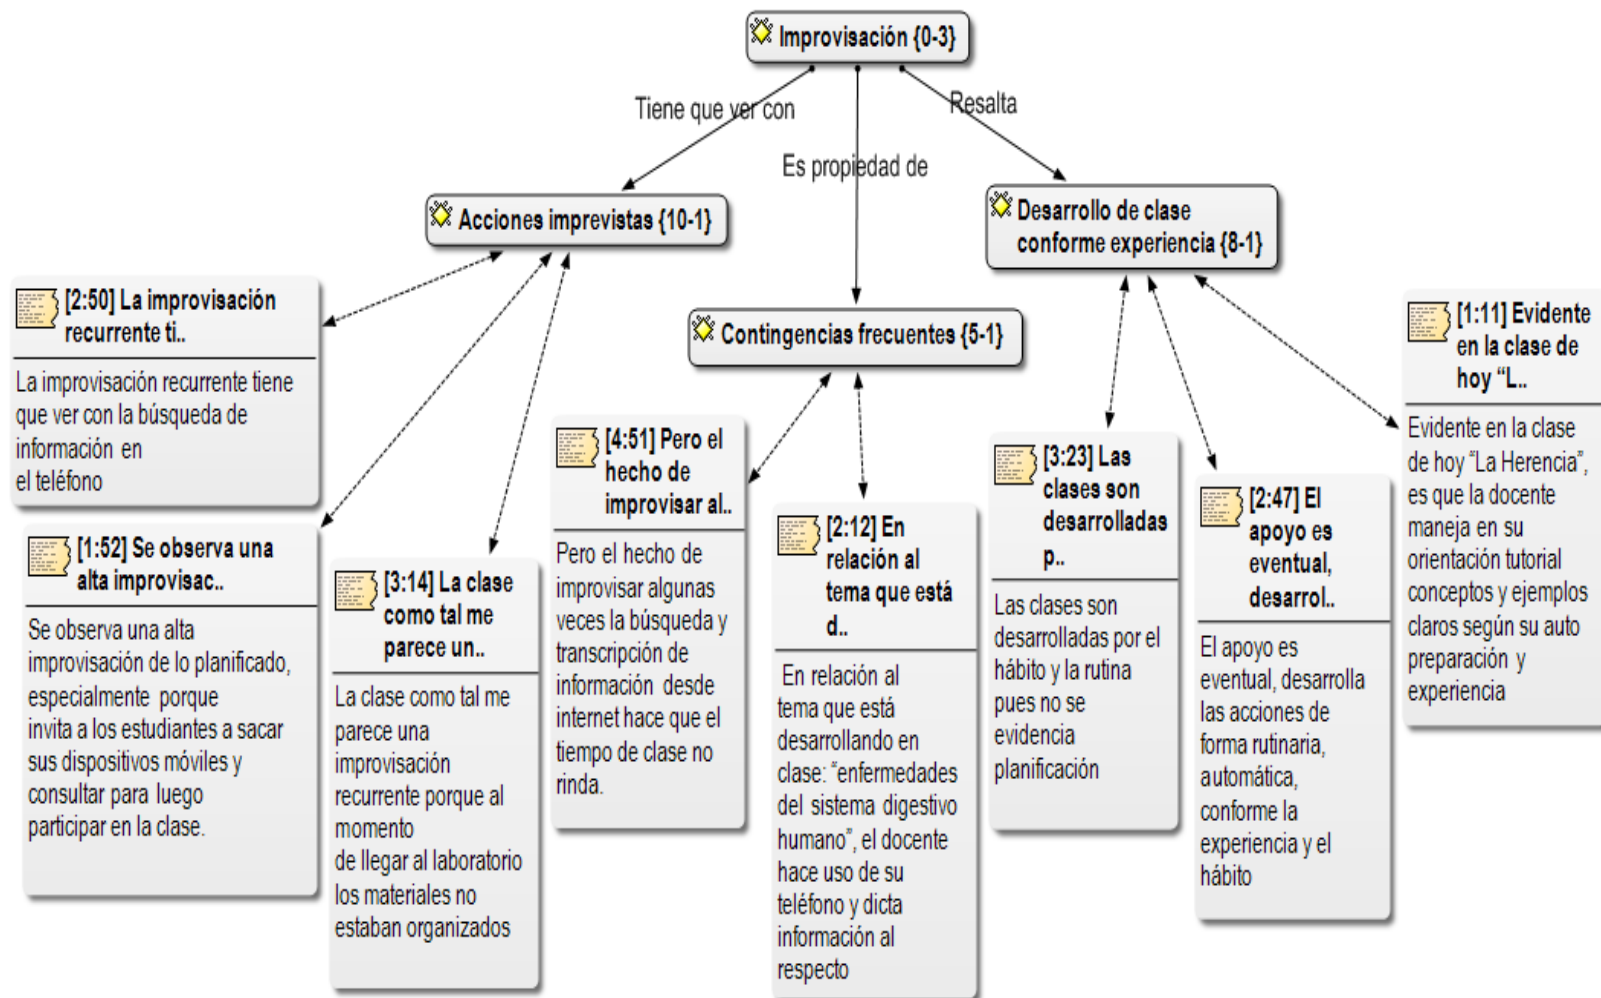 Improvisación {0-3}
Tiene que ver con
Resalta
Es propiedad de
Acciones imprevistas {10-1}
Desarrollo de clase
conforme experiencia {8-1}
Contingencias frecuentes {5-1}
[2:50] La improvisación
recurrente ti..
La improvisación recurrente tiene
que ver con la búsqueda de
información en
el teléfono
[1:52] Se observa una
alta improvisac..
Se observa una alta
improvisación de lo planificado,
especialmente porque
invita a los estudiantes a sacar
sus dispositivos móviles y
consultar para luego
participar en la clase.
[3:14] La clase
como tal me
parece un..
La clase como tal me
parece una
improvisación
recurrente porque al
momento
de llegar al laboratorio
los materiales no
estaban organizados
[4:51] Pero el
hecho de
improvisar al..
Pero el hecho de
improvisar algunas
veces la búsqueda y
transcripción de
información desde
internet hace que el
tiempo de clase no
rinda.
[2:12] En
relación al
tema que está
d..
En relación al
tema que está
desarrollando en
clase: “enfermedades
del sistema digestivo
humano”, el docente
hace uso de su
teléfono y dicta
información al
respecto
[3:23] Las
clases son
desarrolladas
p..
Las clases son
desarrolladas por el
hábito y la rutina
pues no se
evidencia
planificación
[2:47] El
apoyo es
eventual,
desarrol..
El apoyo es
eventual, desarrolla
las acciones de
forma rutinaria,
automática,
conforme la
experiencia y el
hábito
[1:11] Evidente
en la clase de
hoy “L..
Evidente en la clase
de hoy “La Herencia”,
es que la docente
maneja en su
orientación tutorial
conceptos y ejemplos
claros según su auto
preparación y
experiencia